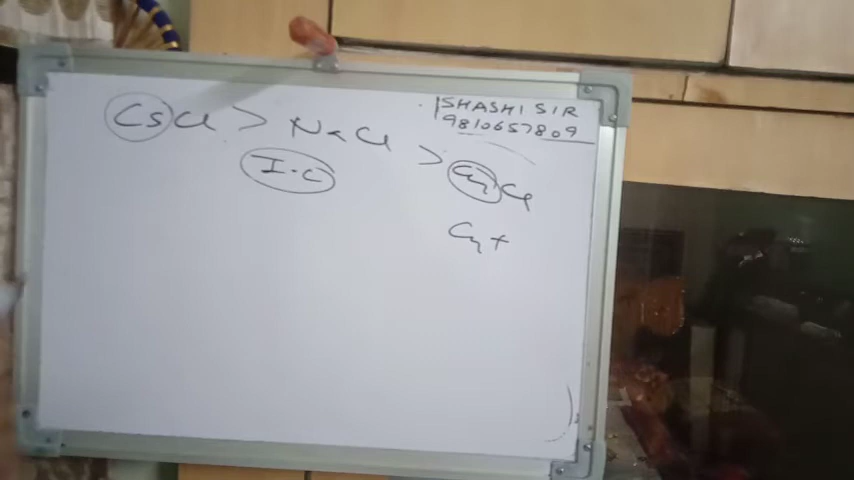 SHASHI SIR
9810657809
CsCl > NaCl > CuCl
I.C
Cu+